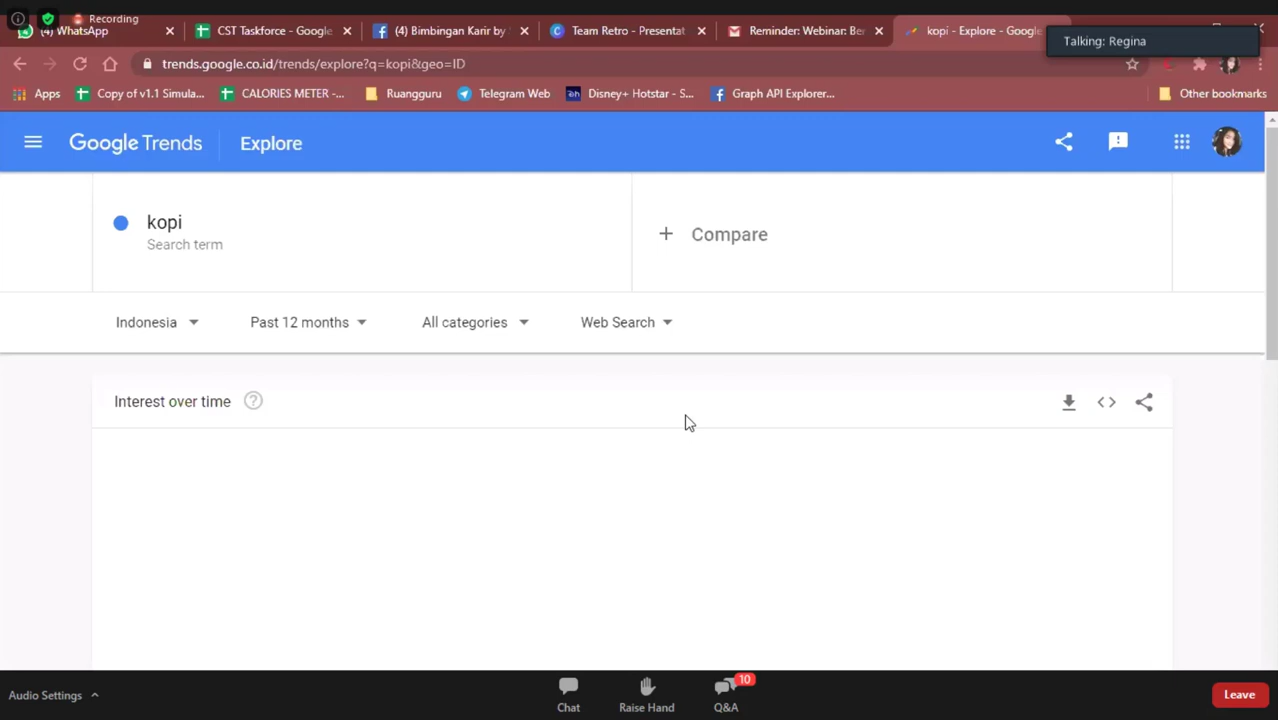 Recording
(4) WhatsApp
CST Taskforce - Google
(4) Bimbingan Karir by
Team Retro - Presentat
Reminder: Webinar: Ber
kopi - Explore - Google
Talking: Regina
trends.google.co.id/trends/explore?q=kopi&geo=ID
Apps
Copy of v1.1 Simula...
CALORIES METER -...
Ruangguru
Telegram Web
Disney+ Hotstar - S...
Graph API Explorer...
Other bookmarks
Google Trends
Explore
kopi
Search term
+ Compare
Indonesia
Past 12 months
All categories
Web Search
Interest over time
Audio Settings
Chat
Raise Hand
Q&A
10
Leave